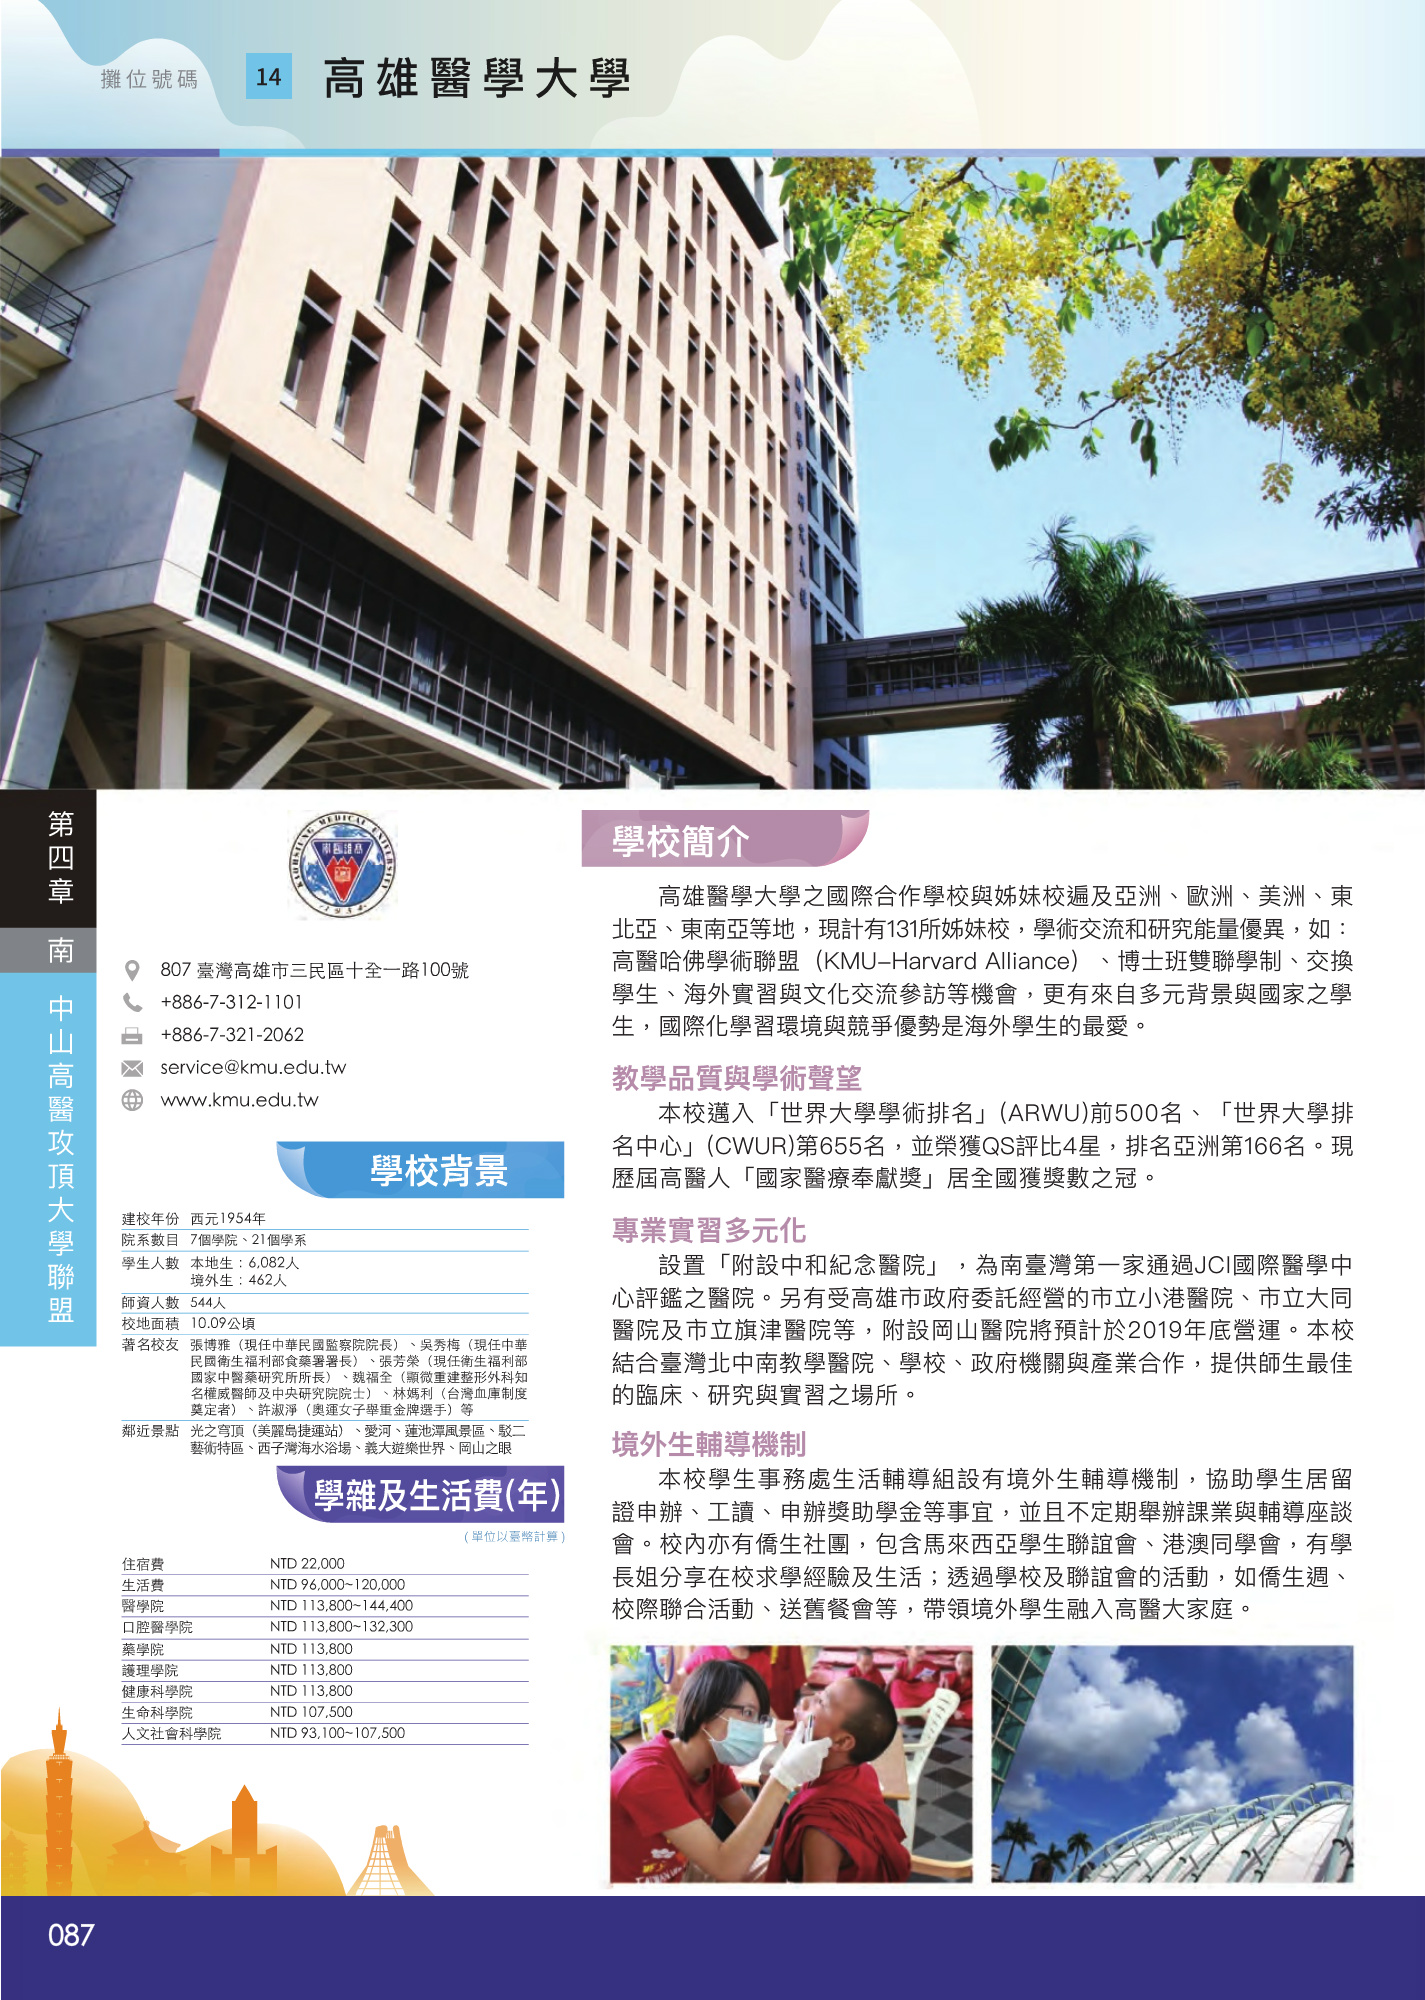 攤位號碼 14 高雄醫學大學
第四章
南
中山高醫攻頂大學聯盟
KAOHSIUNG MEDICAL UNIVERSITY
807 臺灣高雄市三民區十全一路100號
+886-7-312-1101
+886-7-321-2062
service@kmu.edu.tw
www.kmu.edu.tw
學校背景
建校年份 西元1954年
院系數目 7個學院、21個學系
學生人數 本地生：6,082人
境外生：462人
師資人數 544人
校地面積 10.09公頃
著名校友 張博雅（現任中華民國監察院院長）、吳秀梅（現任中華
民國衛生福利部食藥署署長）、張芳榮（現任衛生福利部
國家中醫藥研究所所長）、魏福全（顯微重建整形外科知
名權威醫師及中央研究院院士）、林媽利（台灣血庫制度
奠定者）、許淑淨（奧運女子舉重金牌選手）等
鄰近景點 光之穹頂（美麗島捷運站）、愛河、蓮池潭風景區、駁二
藝術特區、西子灣海水浴場、義大遊樂世界、岡山之眼
學雜及生活費(年)
(單位以臺幣計算)
住宿費 NTD 22,000
生活費 NTD 96,000~120,000
醫學院 NTD 113,800~144,400
口腔醫學院 NTD 113,800~132,300
藥學院 NTD 113,800
護理學院 NTD 113,800
健康科學院 NTD 113,800
生命科學院 NTD 107,500
人文社會科學院 NTD 93,100~107,500
學校簡介
高雄醫學大學之國際合作學校與姊妹校遍及亞洲、歐洲、美洲、東
北亞、東南亞等地，現計有131所姊妹校，學術交流和研究能量優異，如：
高醫哈佛學術聯盟（KMU-Harvard Alliance）、博士班雙聯學制、交換
學生、海外實習與文化交流參訪等機會，更有來自多元背景與國家之學
生，國際化學習環境與競爭優勢是海外學生的最愛。
教學品質與學術聲望
本校邁入「世界大學學術排名」(ARWU)前500名、「世界大學排
名中心」(CWUR)第655名，並榮獲QS評比4星，排名亞洲第166名。現
歷屆高醫人「國家醫療奉獻獎」居全國獲獎數之冠。
專業實習多元化
設置「附設中和紀念醫院」，為南臺灣第一家通過JCI國際醫學中
心評鑑之醫院。另有受高雄市政府委託經營的市立小港醫院、市立大同
醫院及市立旗津醫院等，附設岡山醫院將預計於2019年底營運。本校
結合臺灣北中南教學醫院、學校、政府機關與產業合作，提供師生最佳
的臨床、研究與實習之場所。
境外生輔導機制
本校學生事務處生活輔導組設有境外生輔導機制，協助學生居留
證申辦、工讀、申辦獎助學金等事宜，並且不定期舉辦課業與輔導座談
會。校內亦有僑生社團，包含馬來西亞學生聯誼會、港澳同學會，有學
長姐分享在校求學經驗及生活；透過學校及聯誼會的活動，如僑生週、
校際聯合活動、送舊餐會等，帶領境外學生融入高醫大家庭。
087